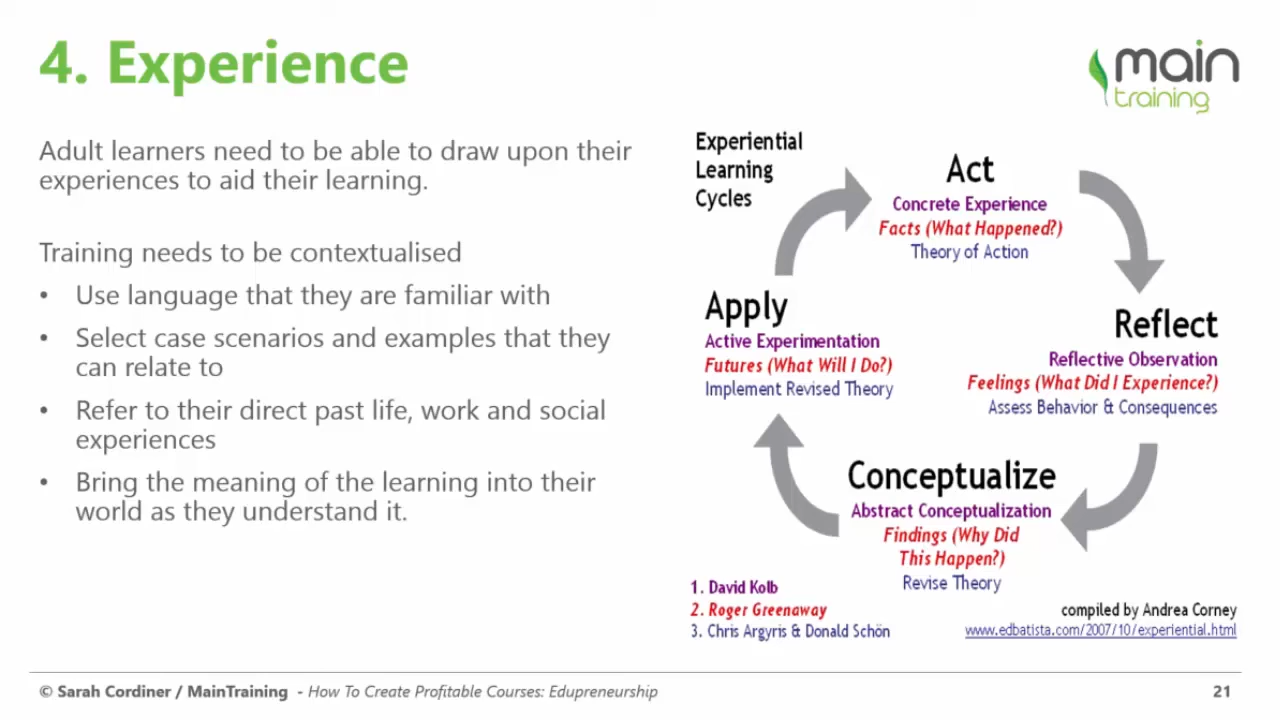 4. Experience
main
training
Adult learners need to be able to draw upon their
experiences to aid their learning.
Training needs to be contextualised
• Use language that they are familiar with
• Select case scenarios and examples that they
can relate to
• Refer to their direct past life, work and social
experiences
• Bring the meaning of the learning into their
world as they understand it.
Experiential
Learning
Cycles
Act
Concrete Experience
Facts (What Happened?)
Theory of Action
Reflect
Reflective Observation
Feelings (What Did I Experience?)
Assess Behavior & Consequences
Conceptualize
Abstract Conceptualization
Findings (Why Did
This Happen?)
Revise Theory
Apply
Active Experimentation
Futures (What Will I Do?)
Implement Revised Theory
1. David Kolb
2. Roger Greenaway
3. Chris Argyris & Donald Schön
compiled by Andrea Corney
www.edbatista.com/2007/10/experiential.html
© Sarah Cordiner / MainTraining - How To Create Profitable Courses: Edupreneurship
21